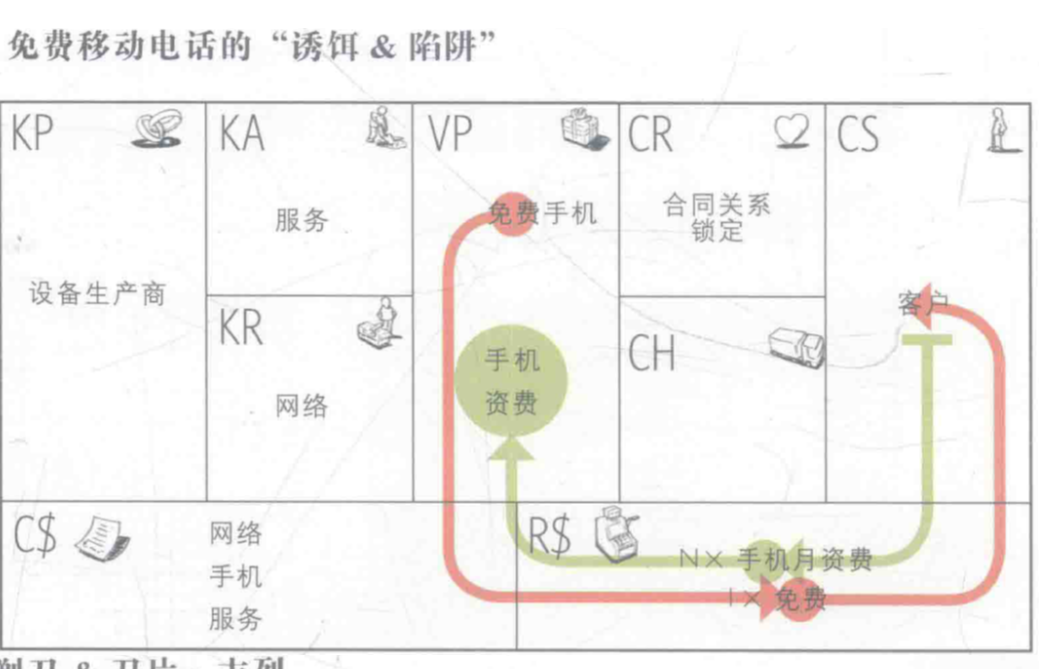 免费移动电话的“诱饵 & 陷阱”
KP
KA
VP
CR
CS
服务
免费手机
合同关系
锁定
设备生产商
客户
KR
CH
网络
手机
资费
C$
网络
手机
服务
R$
N× 手机月资费
1× 免费